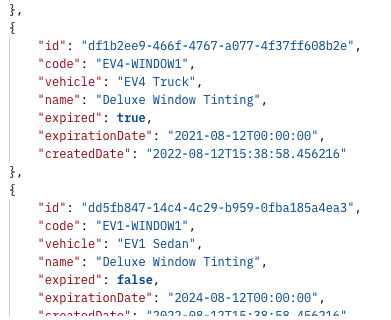 },
{
"id": "df1b2ee9-466f-4767-a077-4f37ff608b2e",
"code": "EV4-WINDOW1",
"vehicle": "EV4 Truck",
"name": "Deluxe Window Tinting",
"expired": true,
"expirationDate": "2021-08-12T00:00:00",
"createdDate": "2022-08-12T15:38:58.456216"
},
{
"id": "dd5fb847-14c4-4c29-b959-0fba185a4ea3",
"code": "EV1-WINDOW1",
"vehicle": "EV1 Sedan",
"name": "Deluxe Window Tinting",
"expired": false,
"expirationDate": "2024-08-12T00:00:00",
"createdDate": "2022-08-12T15:38:58.456216"